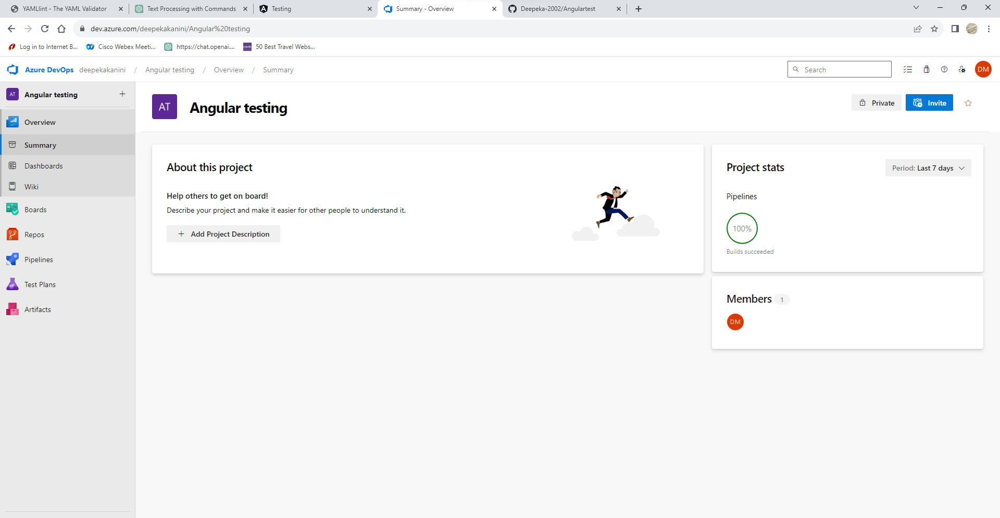 YAMLlint - The YAML Validator
Text Processing with Commands
Testing
Summary - Overview
Deepeka-2002/Angulartest
dev.azure.com/deepekakanini/Angular%20testing
Log in to Internet B...
Cisco Webex Meeti...
https://chat.openai....
50 Best Travel Webs...
Azure DevOps deepekakanini / Angular testing / Overview / Summary
Search
DM
AT Angular testing
Overview
Summary
Dashboards
Wiki
Boards
Repos
Pipelines
Test Plans
Artifacts
AT Angular testing
Private
Invite
About this project
Help others to get on board!
Describe your project and make it easier for other people to understand it.
Add Project Description
Project stats
Period: Last 7 days
Pipelines
100%
Builds succeeded
Members 1
DM